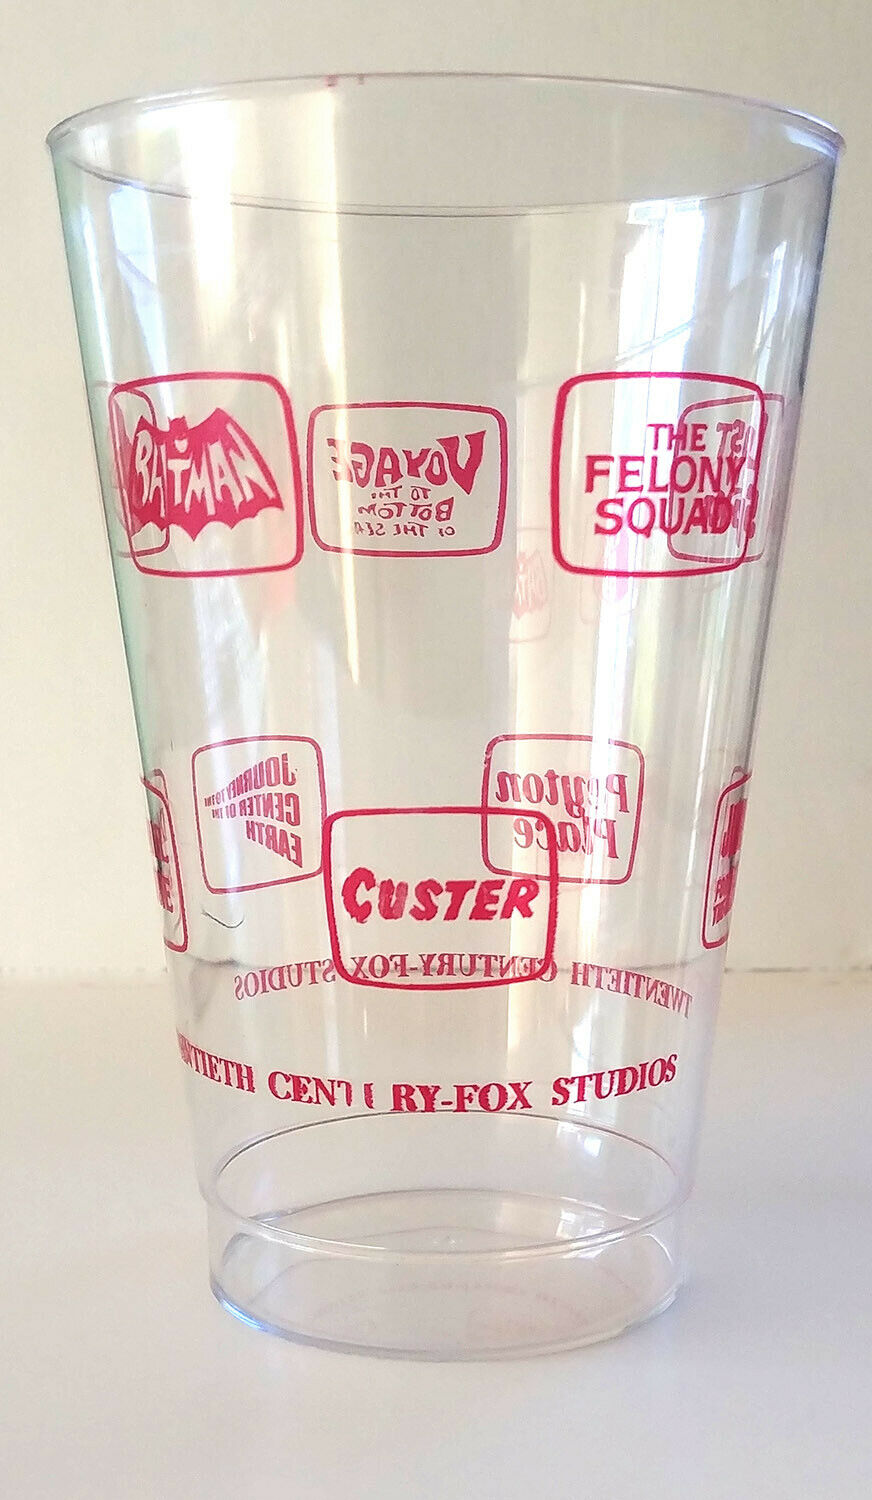 BATMAN
VOYAGE
TO THE
BOTTOM
OF THE SEA
THE
FELONY
SQUAD
JOURNEY TO THE
CENTER OF THE
EARTH
Peyton
Place
CUSTER
TWENTIETH CENTURY-FOX STUDIOS
NTIETH CENTURY-FOX STUDIOS